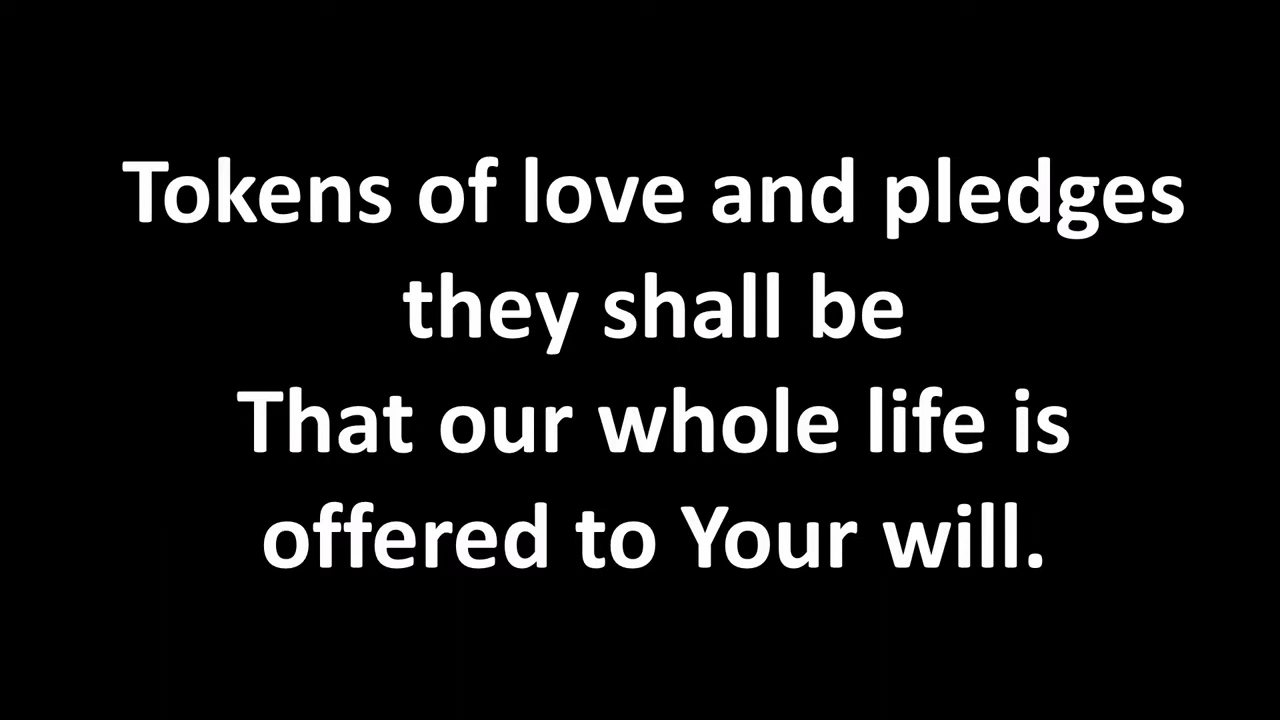 Tokens of love and pledges
they shall be
That our whole life is
offered to Your will.